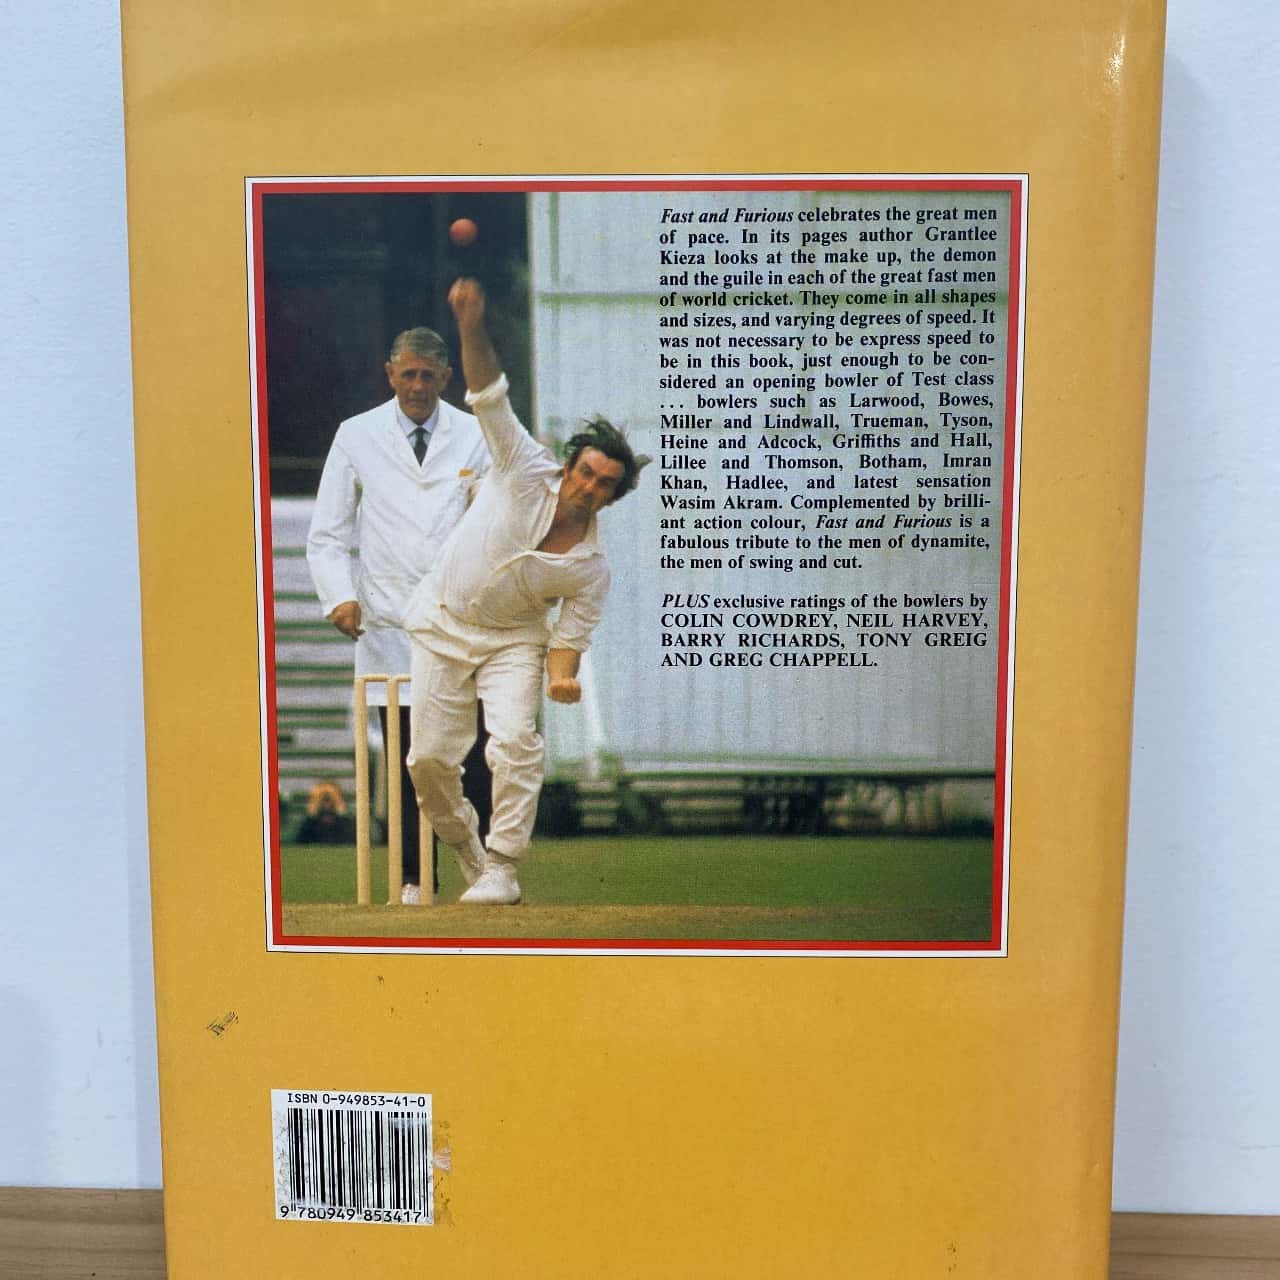 Fast and Furious celebrates the great men
of pace. In its pages author Grantlee
Kieza looks at the make up, the demon
and the guile in each of the great fast men
of world cricket. They come in all shapes
and sizes, and varying degrees of speed. It
was not necessary to be express speed to
be in this book, just enough to be con-
sidered an opening bowler of Test class
... bowlers such as Larwood, Bowes,
Miller and Lindwall, Trueman, Tyson,
Heine and Adcock, Griffiths and Hall,
Lillee and Thomson, Botham, Imran
Khan, Hadlee, and latest sensation
Wasim Akram. Complemented by brilli-
ant action colour, Fast and Furious is a
fabulous tribute to the men of dynamite,
the men of swing and cut.
PLUS exclusive ratings of the bowlers by
COLIN COWDREY, NEIL HARVEY,
BARRY RICHARDS, TONY GREIG
AND GREG CHAPPELL.
ISBN 0-949853-41-0
9 780949 853417